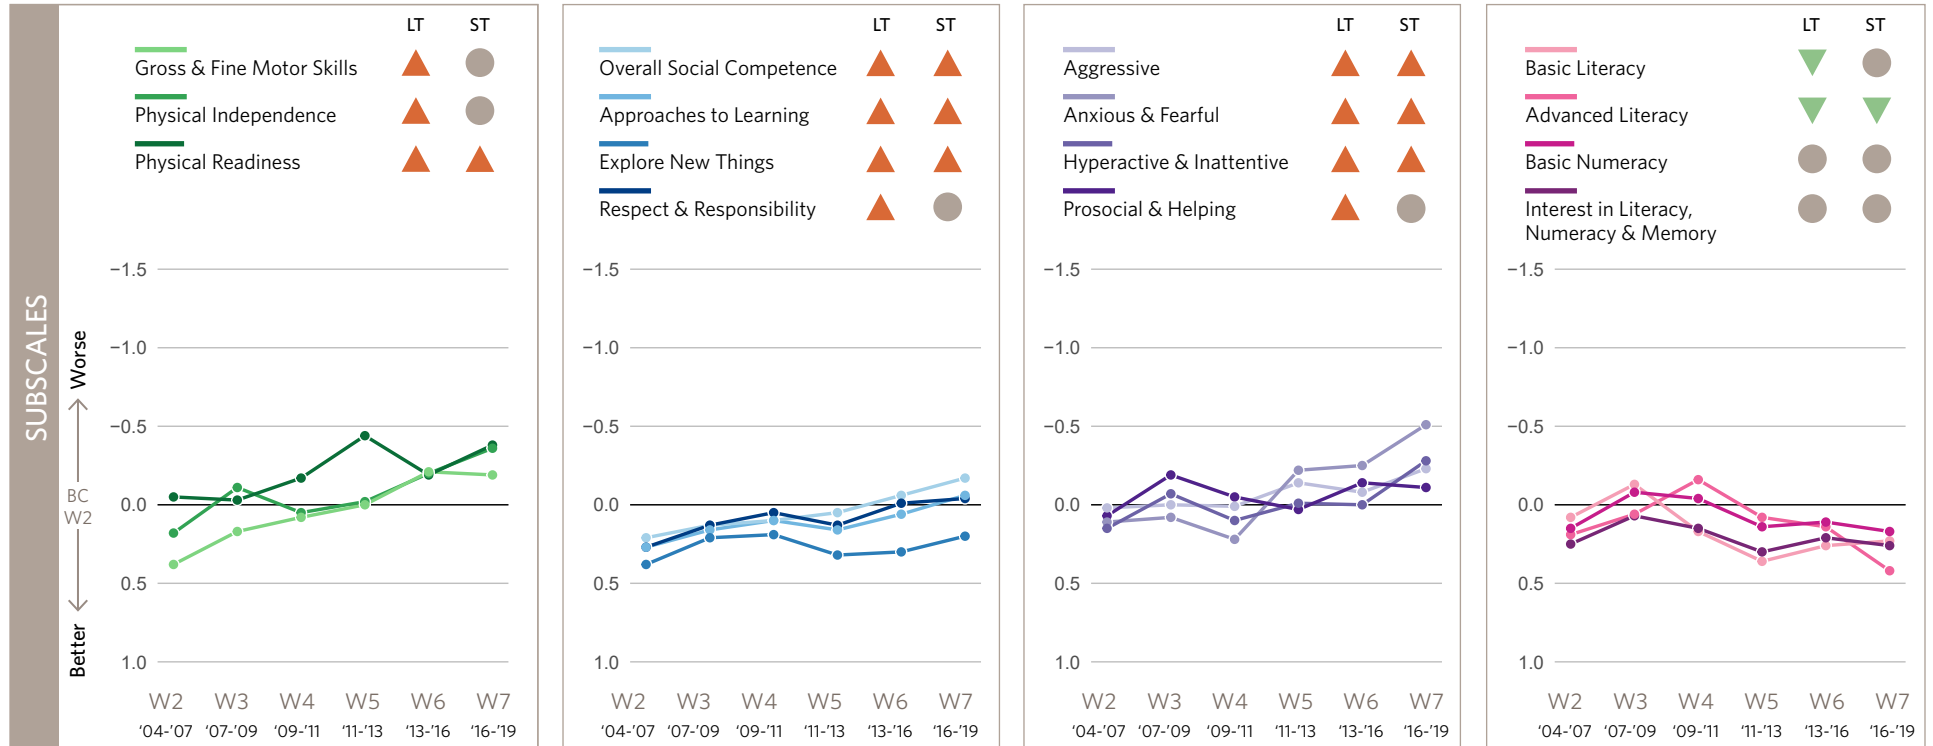 SUBSCALES
Worse
BC
W2
Better
LT ST
Gross & Fine Motor Skills
Physical Independence
Physical Readiness
−1.5
−1.0
−0.5
0.0
0.5
1.0
W2 W3 W4 W5 W6 W7
‘04-’07 ‘07-’09 ‘09-’11 ‘11-’13 ‘13-’16 ‘16-’19
LT ST
Overall Social Competence
Approaches to Learning
Explore New Things
Respect & Responsibility
−1.5
−1.0
−0.5
0.0
0.5
1.0
W2 W3 W4 W5 W6 W7
‘04-’07 ‘07-’09 ‘09-’11 ‘11-’13 ‘13-’16 ‘16-’19
LT ST
Aggressive
Anxious & Fearful
Hyperactive & Inattentive
Prosocial & Helping
−1.5
−1.0
−0.5
0.0
0.5
1.0
W2 W3 W4 W5 W6 W7
‘04-’07 ‘07-’09 ‘09-’11 ‘11-’13 ‘13-’16 ‘16-’19
LT ST
Basic Literacy
Advanced Literacy
Basic Numeracy
Interest in Literacy,
Numeracy & Memory
−1.5
−1.0
−0.5
0.0
0.5
1.0
W2 W3 W4 W5 W6 W7
‘04-’07 ‘07-’09 ‘09-’11 ‘11-’13 ‘13-’16 ‘16-’19